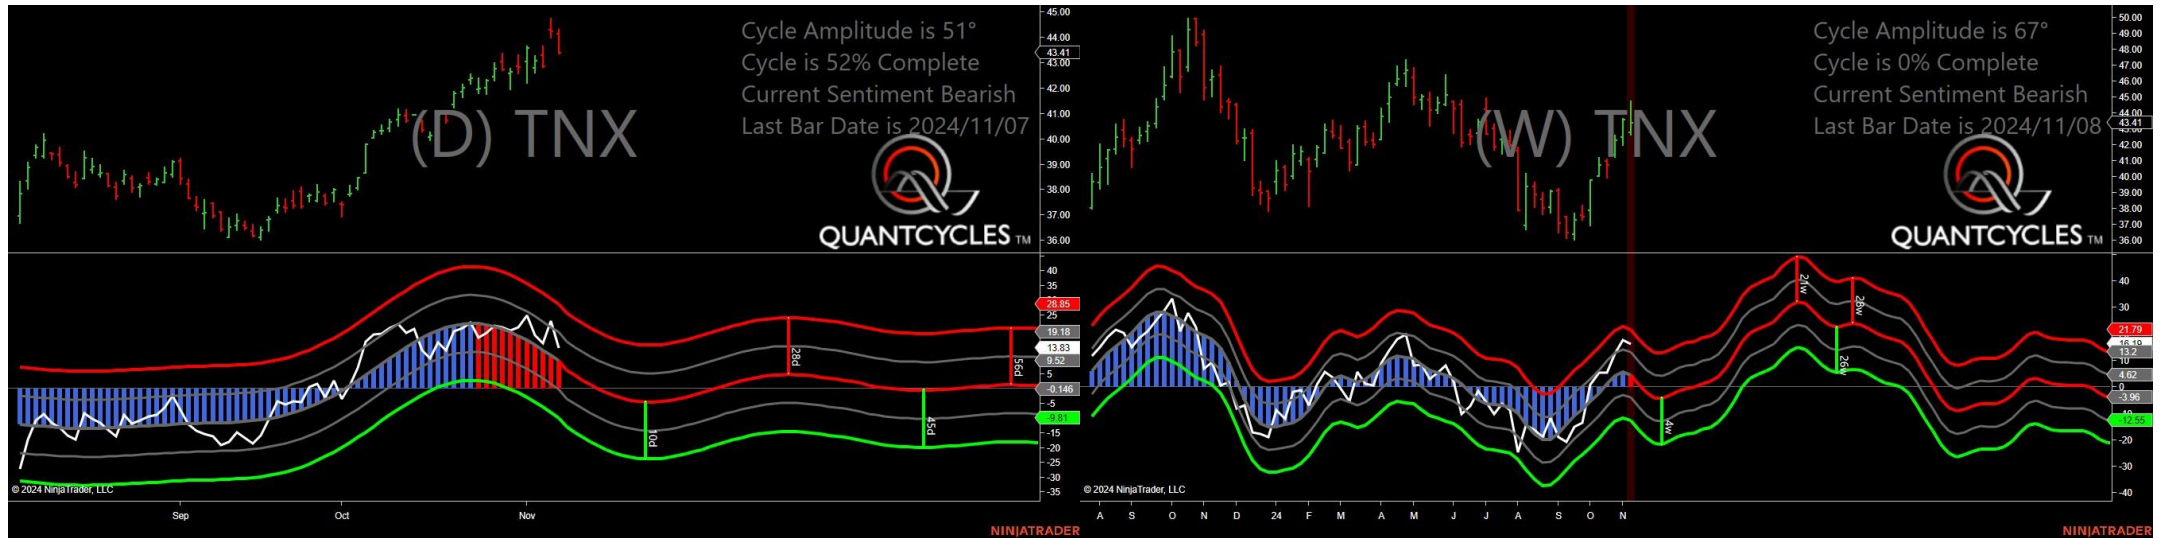 Cycle Amplitude is 51°
Cycle is 52% Complete
Current Sentiment Bearish
Last Bar Date is 2024/11/07
(D) TNX
QUANTCYCLES TM
45.00
44.00
43.41
43.00
42.00
41.00
40.00
39.00
38.00
37.00
36.00
40
35
28.85
25
19.18
13.83
9.52
5
-0.146
-5
-9.81
-15
-20
-25
-30
-35
10d
28d
45d
56d
© 2024 NinjaTrader, LLC
Sep Oct Nov
NINJATRADER
Cycle Amplitude is 67°
Cycle is 0% Complete
Current Sentiment Bearish
Last Bar Date is 2024/11/08
(W) TNX
QUANTCYCLES TM
50.00
49.00
48.00
47.00
46.00
45.00
44.00
43.41
43.00
42.00
41.00
40.00
39.00
38.00
37.00
36.00
40
30
21.79
16.19
13.2
10
4.62
0
-3.96
-12.55
-20
-30
-40
4w
21w
26w
28w
© 2024 NinjaTrader, LLC
A S O N D 24 F M A M J J A S O N
NINJATRADER